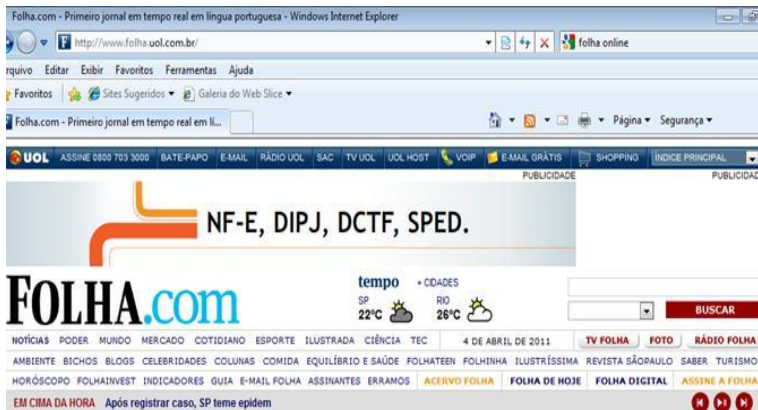 Folha.com - Primeiro jornal em tempo real em língua portuguesa - Windows Internet Explorer
http://www.folha.uol.com.br/ folha online
rquivo Editar Exibir Favoritos Ferramentas Ajuda
Favoritos Sites Sugeridos Galeria do Web Slice
Folha.com - Primeiro jornal em tempo real em lí... Página Segurança
UOL ASSINE 0800 703 3000 BATE-PAPO E-MAIL RÁDIO UOL SAC TV UOL UOL HOST VOIP E-MAIL GRÁTIS SHOPPING ÍNDICE PRINCIPAL
PUBLICIDADE PUBLICIDAD
NF-E, DIPJ, DCTF, SPED.
FOLHA.com
tempo + CIDADES
SP RIO
22°C 26°C
BUSCAR
NOTÍCIAS PODER MUNDO MERCADO COTIDIANO ESPORTE ILUSTRADA CIÊNCIA TEC 4 DE ABRIL DE 2011 TV FOLHA FOTO RÁDIO FOLHA
AMBIENTE BICHOS BLOGS CELEBRIDADES COLUNAS COMIDA EQUILÍBRIO E SAÚDE FOLHATEEN FOLHINHA ILUSTRÍSSIMA REVISTA SÃOPAULO SABER TURISMO
HORÓSCOPO FOLHAINVEST INDICADORES GUIA E-MAIL FOLHA ASSINANTES ERRAMOS ACERVO FOLHA FOLHA DE HOJE FOLHA DIGITAL ASSINE A FOLHA
EM CIMA DA HORA Após registrar caso, SP teme epidem